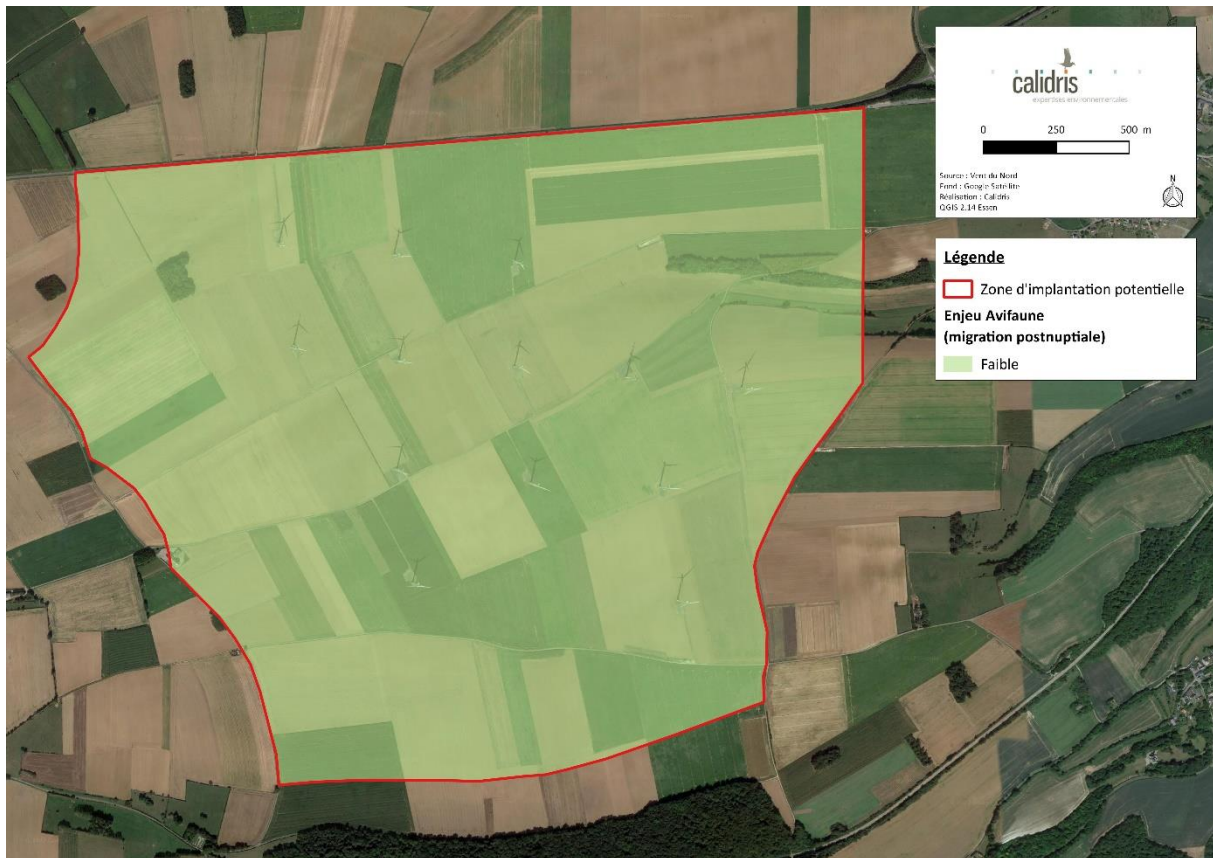 calidris
expertises environnementales
0 250 500 m
Source : Vent du Nord
Fond : Google Satellite
Réalisation : Calidris
QGIS 2.14 Essen
N
Légende
Zone d'implantation potentielle
Enjeu Avifaune
(migration postnuptiale)
Faible